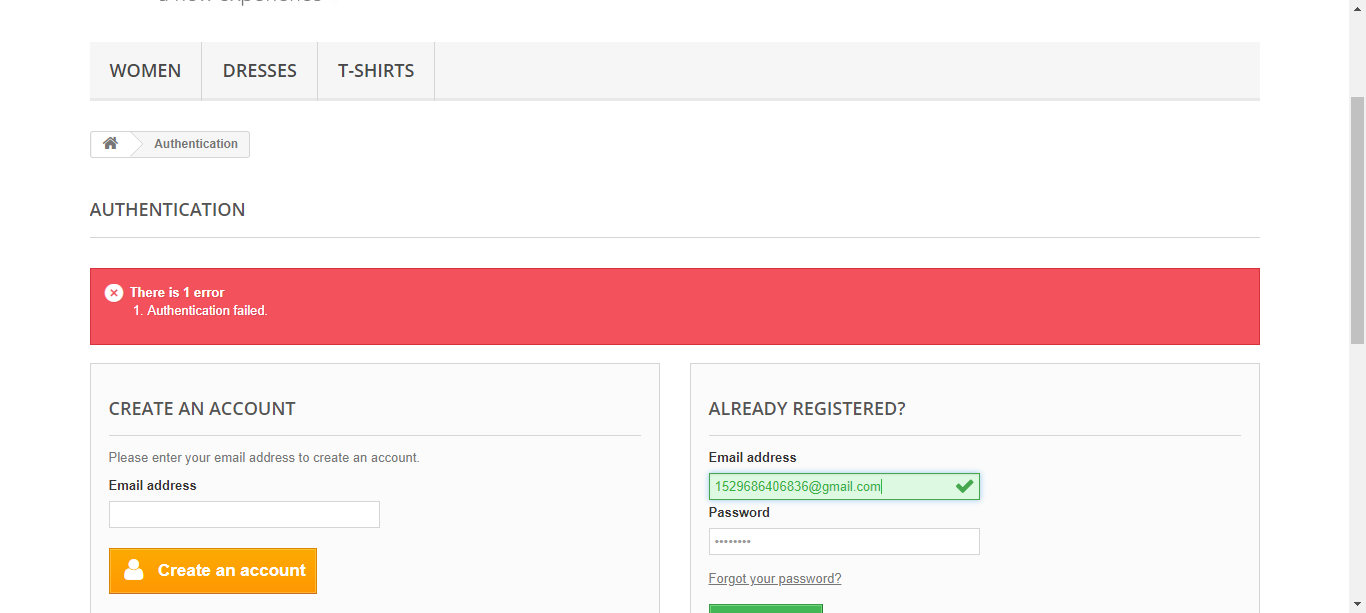 a new experience
WOMEN
DRESSES
T-SHIRTS
Authentication
AUTHENTICATION
There is 1 error
1. Authentication failed.
CREATE AN ACCOUNT
Please enter your email address to create an account.
Email address
Create an account
ALREADY REGISTERED?
Email address
1529686406836@gmail.com
Password
••••••••
Forgot your password?